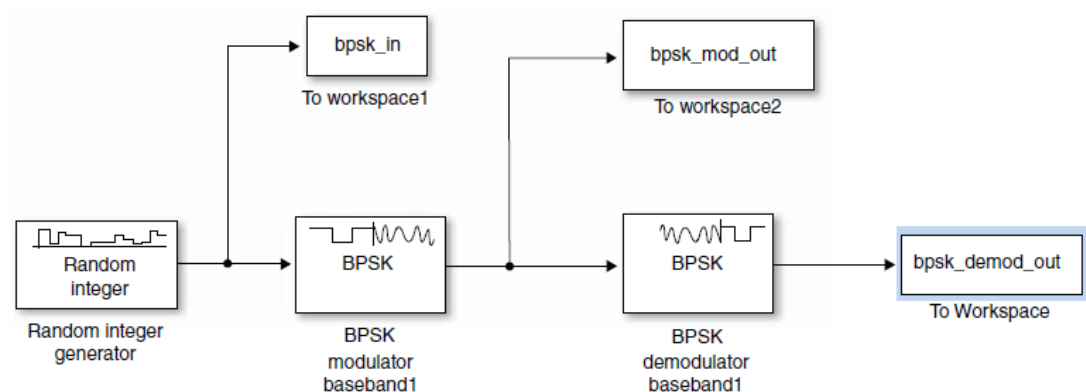 bpsk_in
To workspace1
bpsk_mod_out
To workspace2
Random
integer
Random integer
generator
BPSK
BPSK
modulator
baseband1
BPSK
BPSK
demodulator
baseband1
bpsk_demod_out
To Workspace